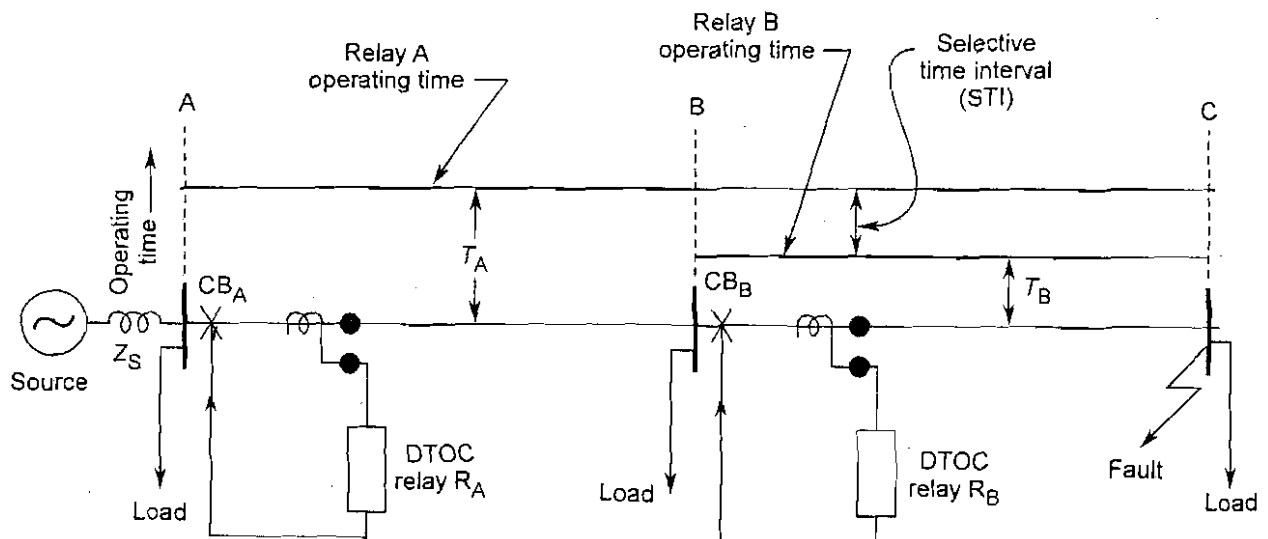 Relay A
operating time
Relay B
operating time
Selective
time interval
(STI)
A
B
C
Operating
time
T_A
T_B
CB_A
CB_B
Z_S
Source
Load
DTOC
relay R_A
Load
DTOC
relay R_B
Fault
Load